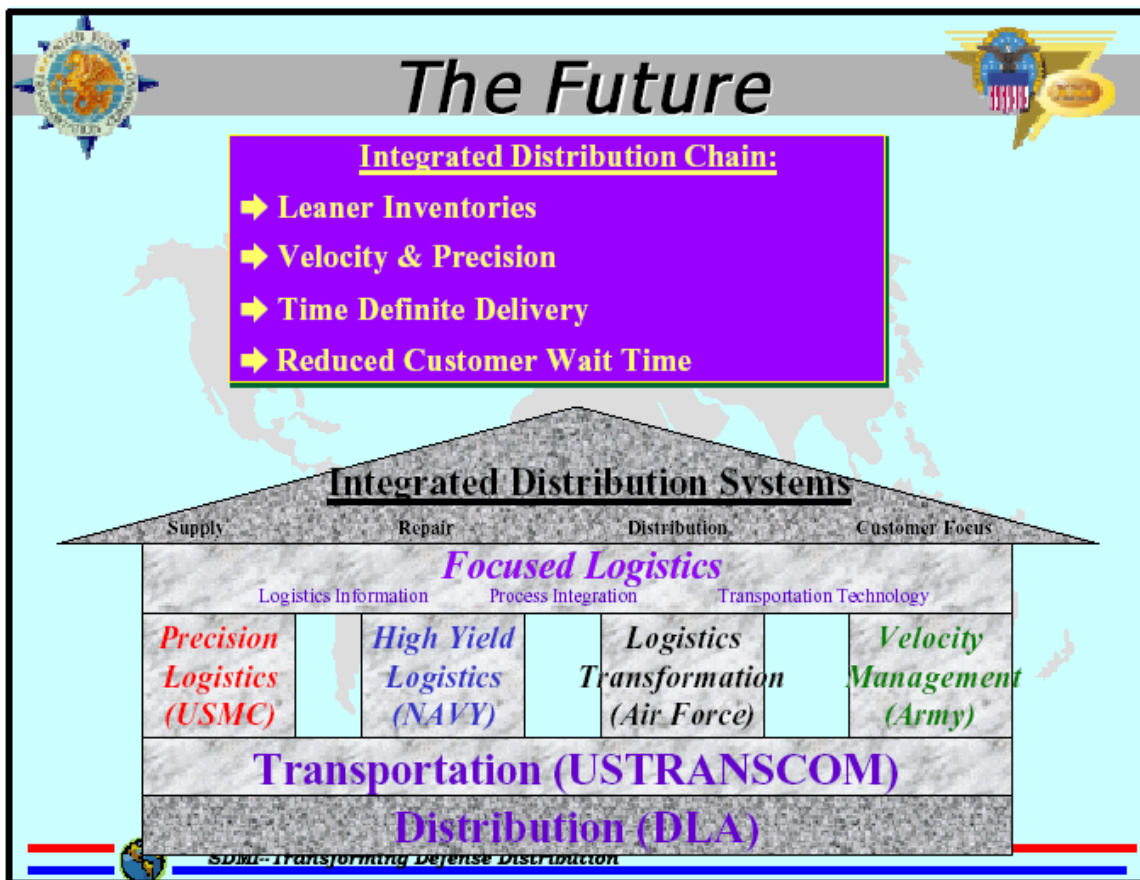 The Future
Integrated Distribution Chain:
Leaner Inventories
Velocity & Precision
Time Definite Delivery
Reduced Customer Wait Time
Integrated Distribution Systems
Supply Repair Distribution Customer Focus
Focused Logistics
Logistics Information Process Integration Transportation Technology
Precision
Logistics
(USMC)
High Yield
Logistics
(NAVY)
Logistics
Transformation
(Air Force)
Velocity
Management
(Army)
Transportation (USTRANSCOM)
Distribution (DLA)
SDMI--Transforming Defense Distribution